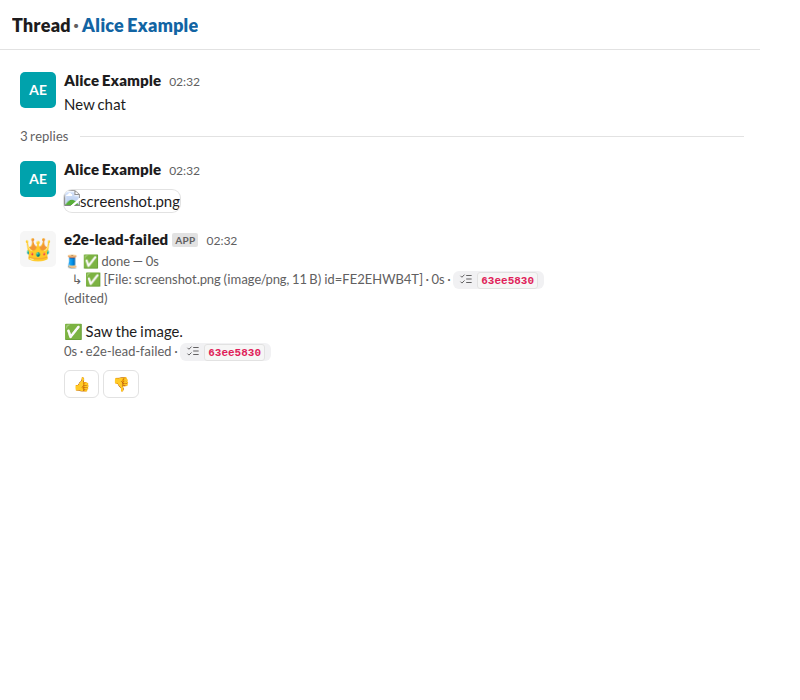 Thread • Alice Example
AE
Alice Example 02:32
New chat
3 replies
AE
Alice Example 02:32
screenshot.png
e2e-lead-failed APP 02:32
🧵 ✅ done — 0s
↳ ✅ [File: screenshot.png (image/png, 11 B) id=FE2EHWB4T] · 0s · 63ee5830
(edited)
✅ Saw the image.
0s · e2e-lead-failed · 63ee5830
👍 👎